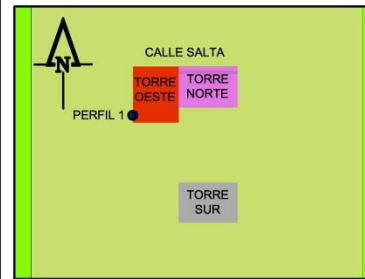 N
CALLE SALTA
TORRE
OESTE
TORRE
NORTE
PERFIL 1
TORRE
SUR